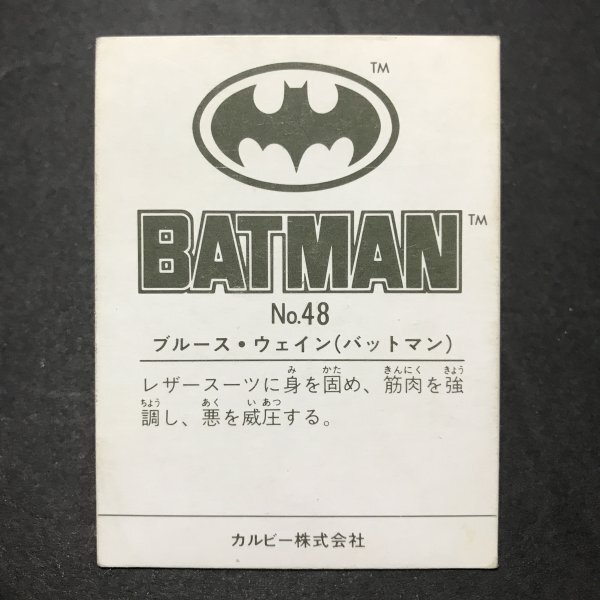 TM
BATMAN TM
No.48
ブルース・ウェイン(バットマン)
レザースーツに身を固め、筋肉を強
調し、悪を威圧する。
カルビー株式会社